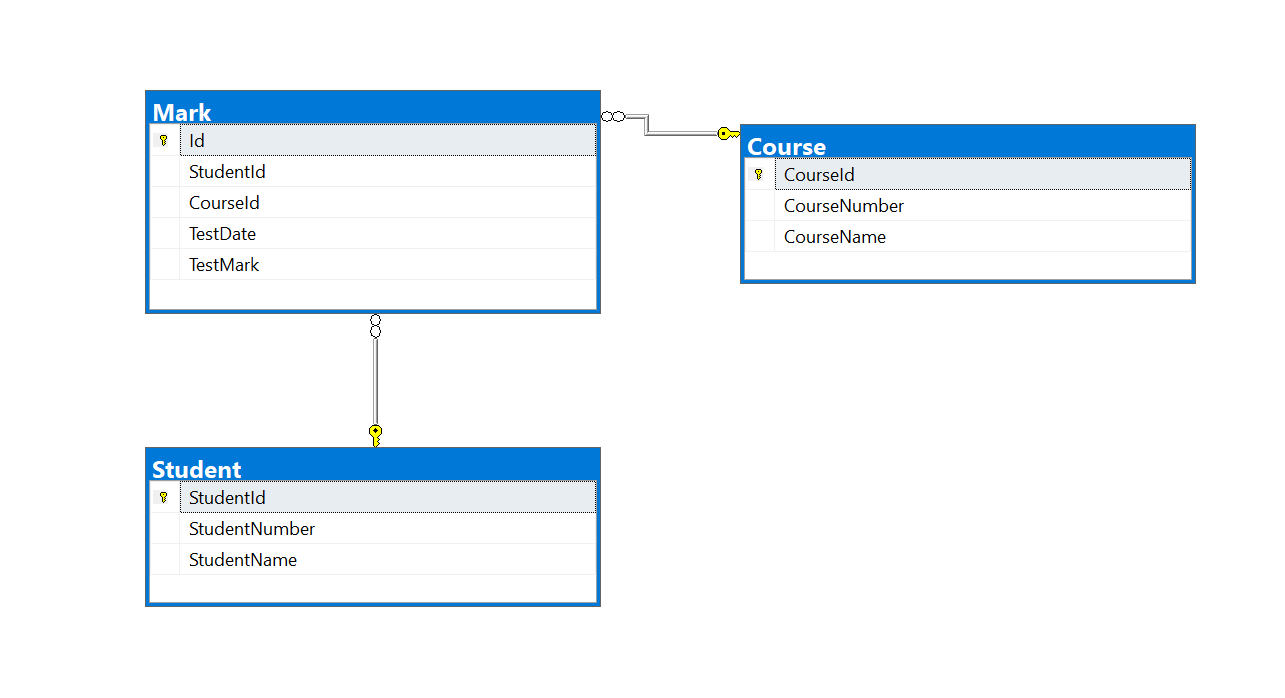 Mark
Id
StudentId
CourseId
TestDate
TestMark
Course
CourseId
CourseNumber
CourseName
Student
StudentId
StudentNumber
StudentName